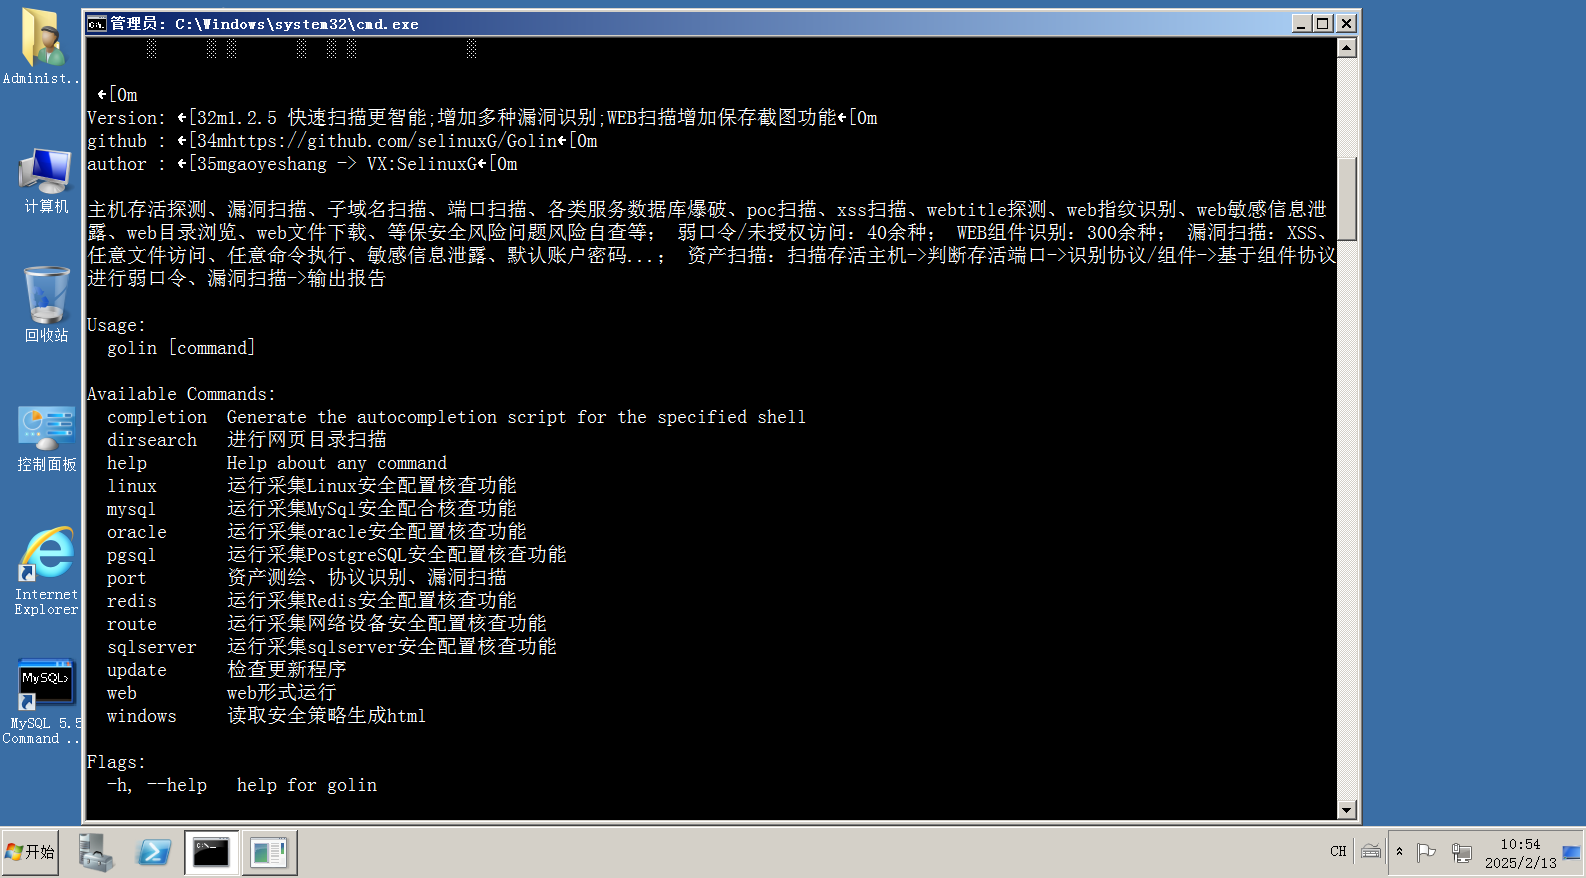 管理员: C:\Windows\system32\cmd.exe
←[0m
Version: ←[32m1.2.5 快速扫描更智能;增加多种漏洞识别;WEB扫描增加保存截图功能←[0m
github : ←[34mhttps://github.com/selinuxG/Golin←[0m
author : ←[35mgaoyeshang -> VX:SelinuxG←[0m
主机存活探测、漏洞扫描、子域名扫描、端口扫描、各类服务数据库爆破、poc扫描、xss扫描、webtitle探测、web指纹识别、web敏感信息泄
露、web目录浏览、web文件下载、等保安全风险问题风险自查等; 弱口令/未授权访问: 40余种; WEB组件识别: 300余种; 漏洞扫描: XSS、
任意文件访问、任意命令执行、敏感信息泄露、默认账户密码...; 资产扫描: 扫描存活主机->判断存活端口->识别协议/组件->基于组件协议
进行弱口令、漏洞扫描->输出报告
Usage:
golin [command]
Available Commands:
completion Generate the autocompletion script for the specified shell
dirsearch 进行网页目录扫描
help Help about any command
linux 运行采集Linux安全配置核查功能
mysql 运行采集MySql安全配合核查功能
oracle 运行采集oracle安全配置核查功能
pgsql 运行采集PostgreSQL安全配置核查功能
port 资产测绘、协议识别、漏洞扫描
redis 运行采集Redis安全配置核查功能
route 运行采集网络设备安全配置核查功能
sqlserver 运行采集sqlserver安全配置核查功能
update 检查更新程序
web web形式运行
windows 读取安全策略生成html
Flags:
-h, --help help for golin
Administ...
计算机
回收站
控制面板
Internet
Explorer
MySQL>
MySQL 5.5
Command ...
开始
C:\_
CH
10:54
2025/2/13